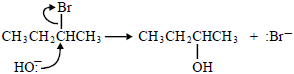 Br
CH₃CH₂CHCH₃ ⟶ CH₃CH₂CHCH₃ + :Br⁻
HO:⁻ OH